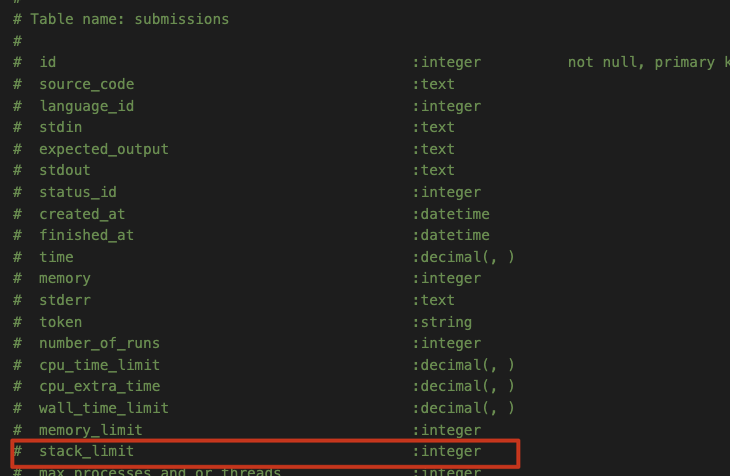 #
# Table name: submissions
#
# id :integer not null, primary k
# source_code :text
# language_id :integer
# stdin :text
# expected_output :text
# stdout :text
# status_id :integer
# created_at :datetime
# finished_at :datetime
# time :decimal(, )
# memory :integer
# stderr :text
# token :string
# number_of_runs :integer
# cpu_time_limit :decimal(, )
# cpu_extra_time :decimal(, )
# wall_time_limit :decimal(, )
# memory_limit :integer
# stack_limit :integer
# max_processes_and_or_threads :integer